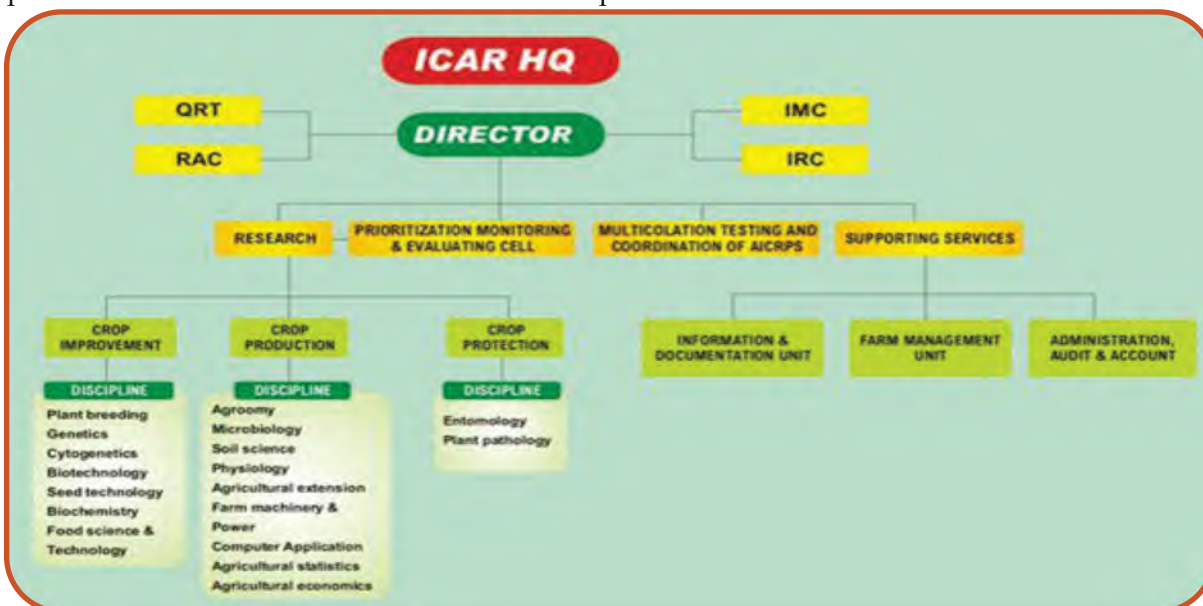 ICAR HQ
QRT
RAC
DIRECTOR
IMC
IRC
RESEARCH
PRIORITIZATION MONITORING
& EVALUATING CELL
MULTICOLATION TESTING AND
COORDINATION OF AICRPS
SUPPORTING SERVICES
CROP
IMPROVEMENT
CROP
PRODUCTION
CROP
PROTECTION
INFORMATION &
DOCUMENTATION UNIT
FARM MANAGEMENT
UNIT
ADMINISTRATION,
AUDIT & ACCOUNT
DISCIPLINE
Plant breeding
Genetics
Cytogenetics
Biotechnology
Seed technology
Biochemistry
Food science &
Technology
DISCIPLINE
Agroomy
Microbiology
Soil science
Physiology
Agricultural extension
Farm machinery &
Power
Computer Application
Agricultural statistics
Agricultural economics
DISCIPLINE
Entomology
Plant pathology